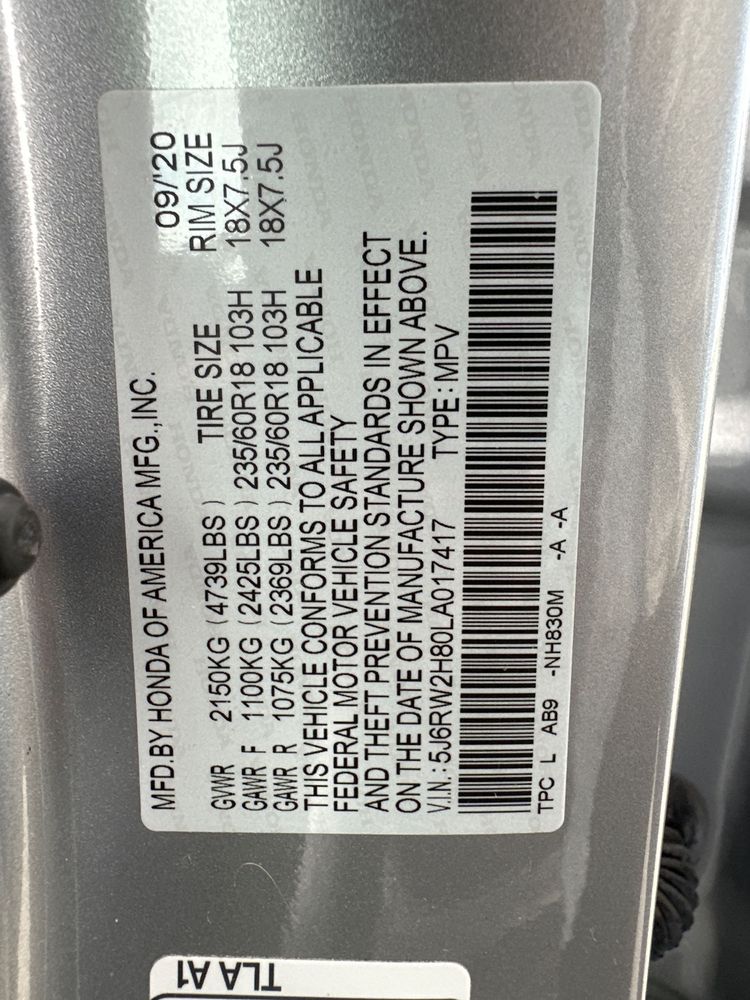 MFD.BY HONDA OF AMERICA MFG.,INC. 09/'20
TIRE SIZE RIM SIZE
GVWR 2150KG (4739LBS)
GAWR F 1100KG (2425LBS) 235/60R18 103H 18X7.5J
GAWR R 1075KG (2369LBS) 235/60R18 103H 18X7.5J
THIS VEHICLE CONFORMS TO ALL APPLICABLE
FEDERAL MOTOR VEHICLE SAFETY
AND THEFT PREVENTION STANDARDS IN EFFECT
ON THE DATE OF MANUFACTURE SHOWN ABOVE.
V.I.N.: 5J6RW2H80LA017417 TYPE : MPV
TPC L AB9 -NH830M -A -A
TLA A1